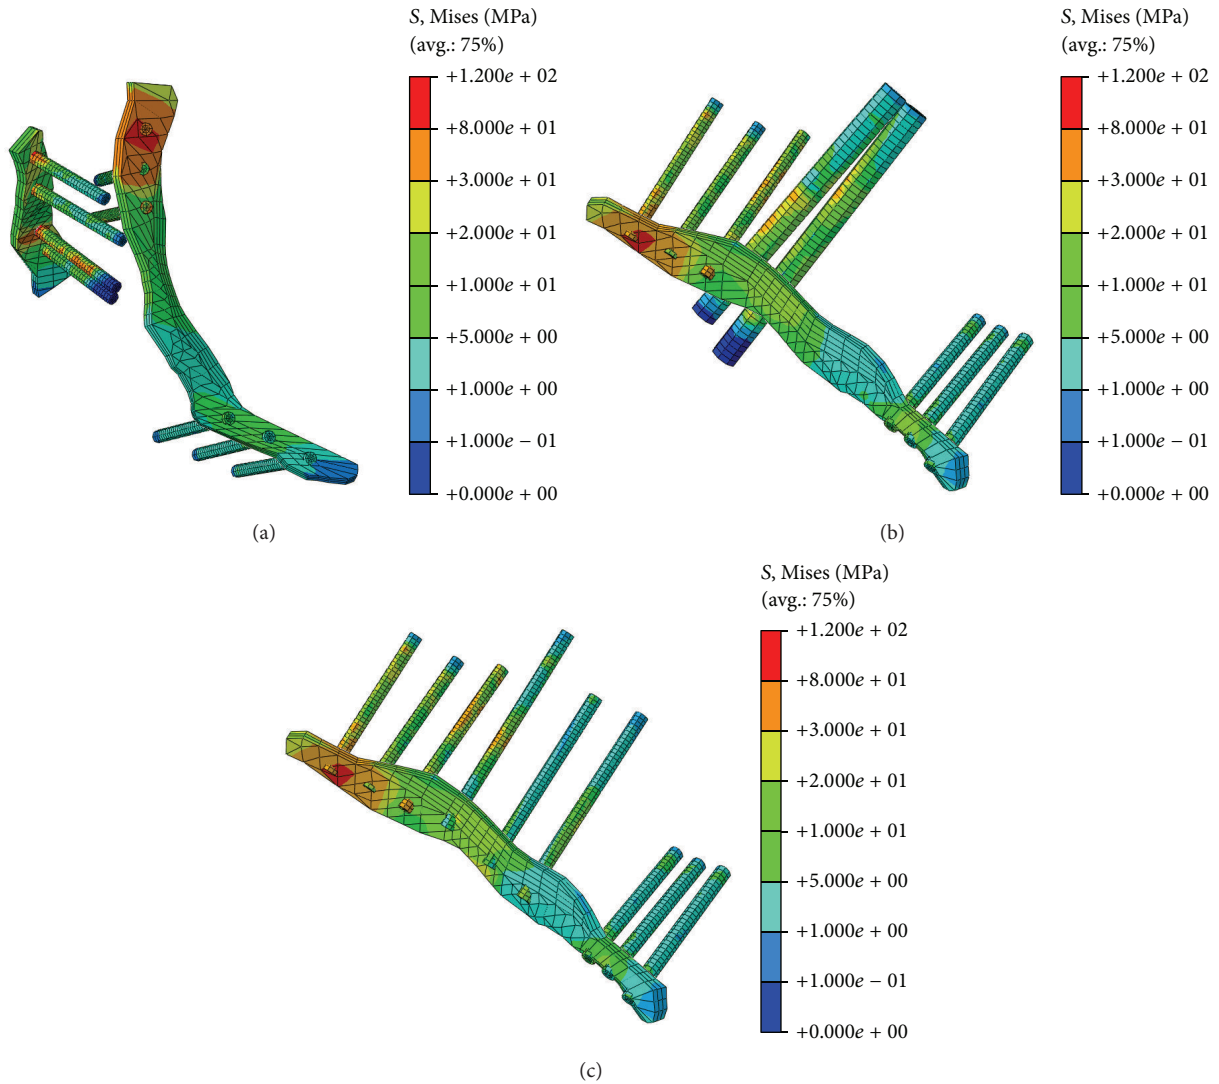 S, Mises (MPa)
(avg.: 75%)
+1.200e + 02
+8.000e + 01
+3.000e + 01
+2.000e + 01
+1.000e + 01
+5.000e + 00
+1.000e + 00
+1.000e − 01
+0.000e + 00
(a)
S, Mises (MPa)
(avg.: 75%)
+1.200e + 02
+8.000e + 01
+3.000e + 01
+2.000e + 01
+1.000e + 01
+5.000e + 00
+1.000e + 00
+1.000e − 01
+0.000e + 00
(b)
S, Mises (MPa)
(avg.: 75%)
+1.200e + 02
+8.000e + 01
+3.000e + 01
+2.000e + 01
+1.000e + 01
+5.000e + 00
+1.000e + 00
+1.000e − 01
+0.000e + 00
(c)